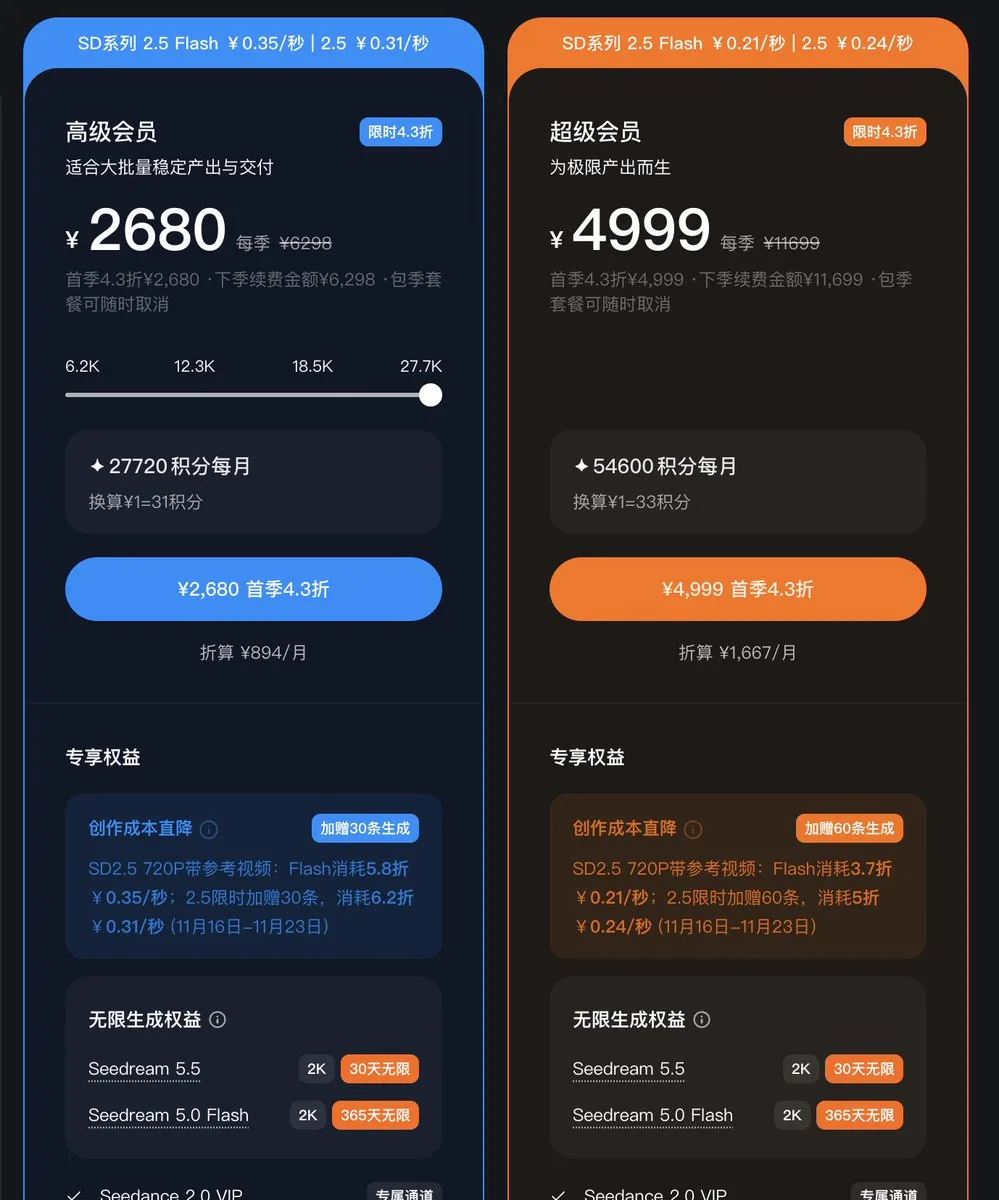 SD系列 2.5 Flash ￥0.35/秒 | 2.5 ￥0.31/秒
高级会员
限时4.3折
适合大批量稳定产出与交付
¥ 2680 每季 ¥6298
首季4.3折¥2,680 ·下季续费金额¥6,298 ·包季套
餐可随时取消
6.2K 12.3K 18.5K 27.7K
✦27720积分每月
换算¥1=31积分
¥2,680 首季4.3折
折算 ¥894/月
专享权益
创作成本直降
加赠30条生成
SD2.5 720P带参考视频：Flash消耗5.8折
￥0.35/秒；2.5限时加赠30条，消耗6.2折
￥0.31/秒 (11月16日–11月23日)
无限生成权益
Seedream 5.5 2K 30天无限
Seedream 5.0 Flash 2K 365天无限
✓ Seedance 2.0 VIP 专属通道
SD系列 2.5 Flash ￥0.21/秒 | 2.5 ￥0.24/秒
超级会员
限时4.3折
为极限产出而生
¥ 4999 每季 ¥11699
首季4.3折¥4,999 ·下季续费金额¥11,699 ·包季
套餐可随时取消
✦54600积分每月
换算¥1=33积分
¥4,999 首季4.3折
折算 ¥1,667/月
专享权益
创作成本直降
加赠60条生成
SD2.5 720P带参考视频：Flash消耗3.7折
￥0.21/秒；2.5限时加赠60条，消耗5折
￥0.24/秒 (11月16日–11月23日)
无限生成权益
Seedream 5.5 2K 30天无限
Seedream 5.0 Flash 2K 365天无限
✓ Seedance 2.0 VIP 专属通道